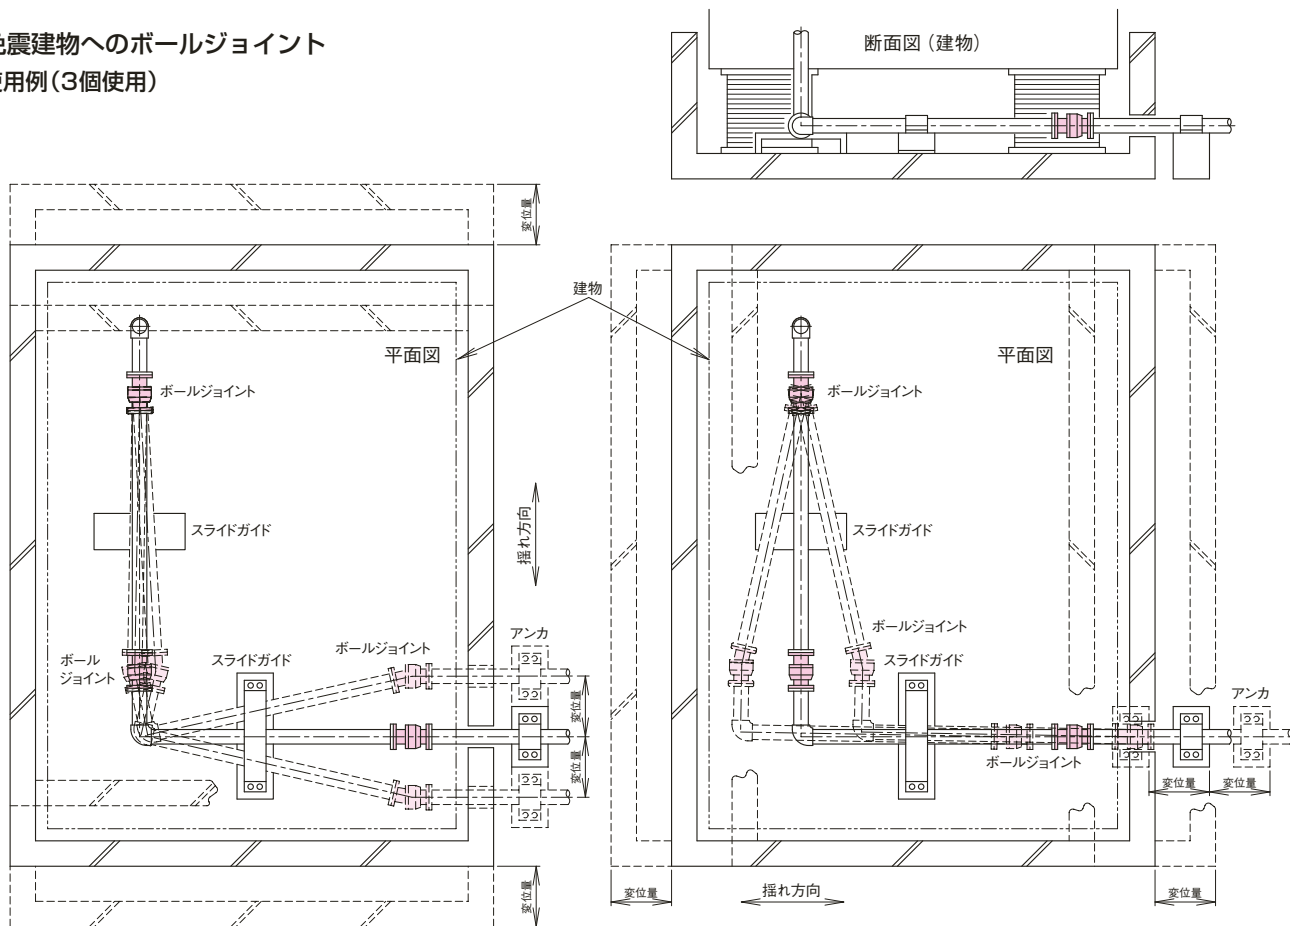 震建物へのボールジョイント
用例(3個使用)
断面図(建物)
変位量
建物
平面図
ボールジョイント
スライドガイド
揺れ方向
ボール
ジョイント
スライドガイド
ボールジョイント
アンカ
変位量
変位量
変位量
平面図
ボールジョイント
スライドガイド
ボールジョイント
スライドガイド
アンカ
ボールジョイント
変位量
変位量
変位量
揺れ方向
変位量